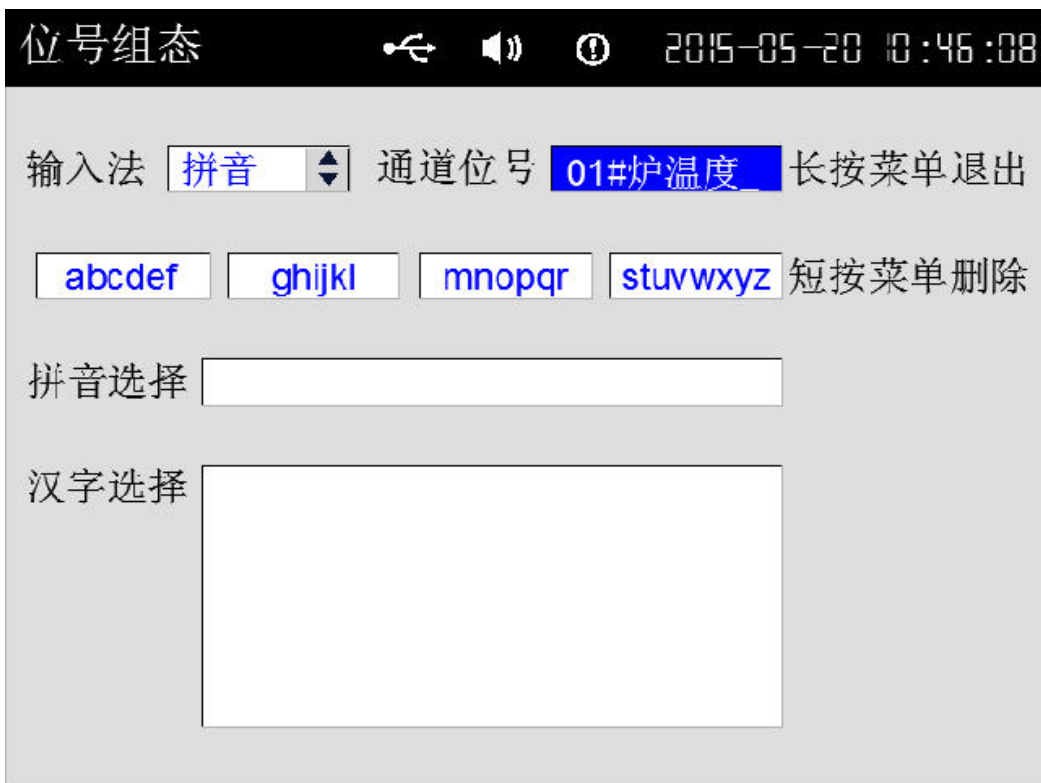 位号组态 2015-05-20 10:46:08
输入法 拼音 通道位号 01#炉温度_ 长按菜单退出
abcdef ghijkl mnopqr stuvwxyz 短按菜单删除
拼音选择
汉字选择